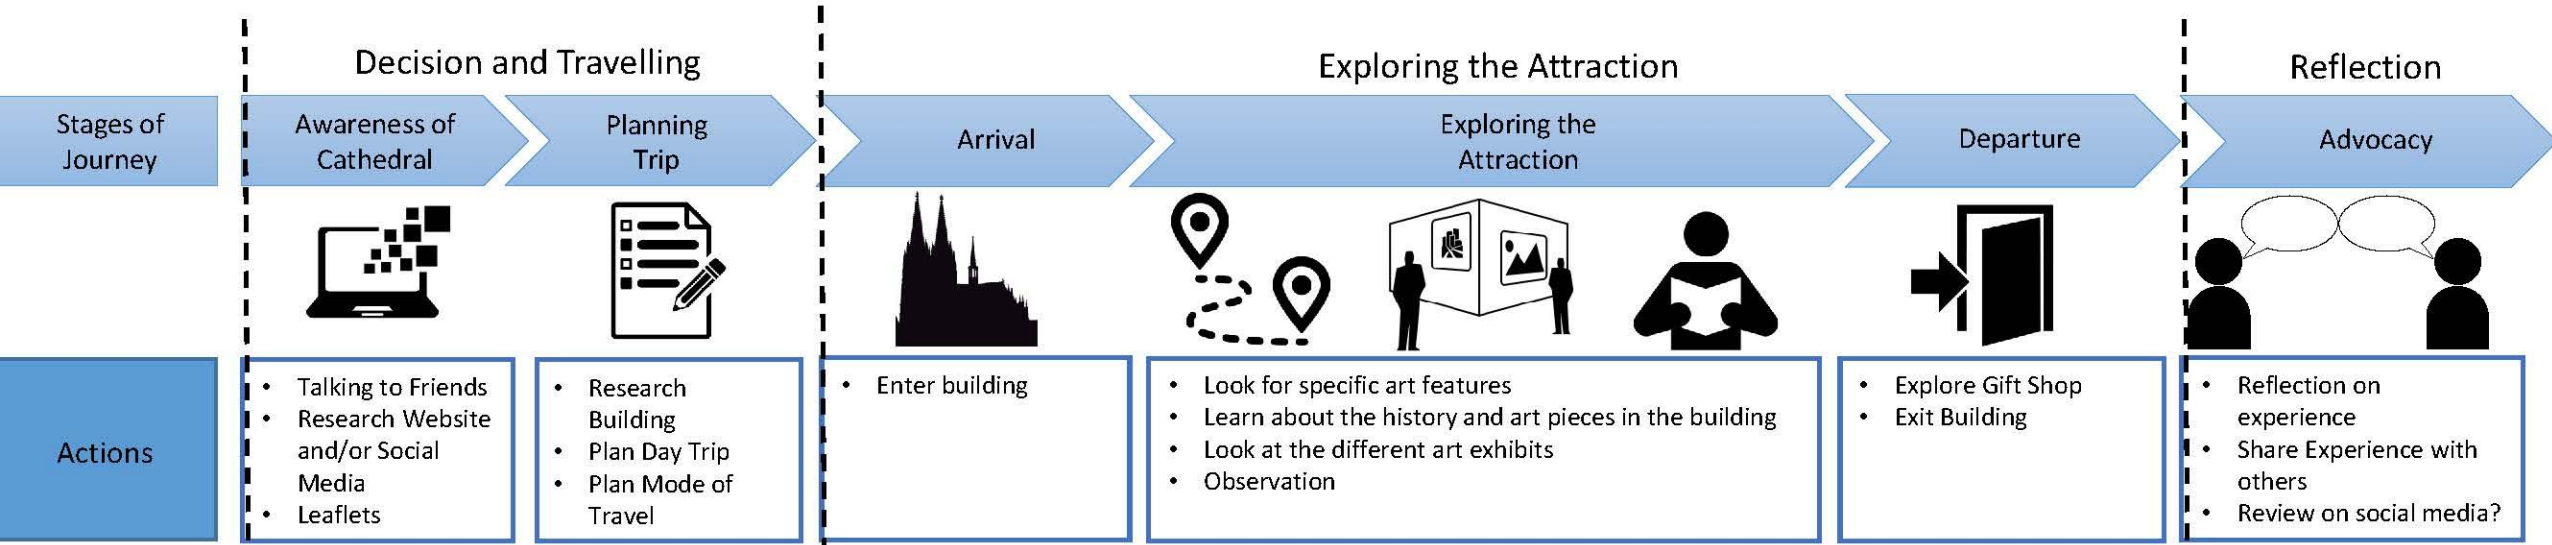 Decision and Travelling
Exploring the Attraction
Reflection
Stages of
Journey
Awareness of
Cathedral
Planning
Trip
Arrival
Exploring the
Attraction
Departure
Advocacy
Actions
• Talking to Friends
• Research Website
and/or Social
Media
• Leaflets
• Research
Building
• Plan Day Trip
• Plan Mode of
Travel
• Enter building
• Look for specific art features
• Learn about the history and art pieces in the building
• Look at the different art exhibits
• Observation
• Explore Gift Shop
• Exit Building
• Reflection on
experience
• Share Experience with
others
• Review on social media?